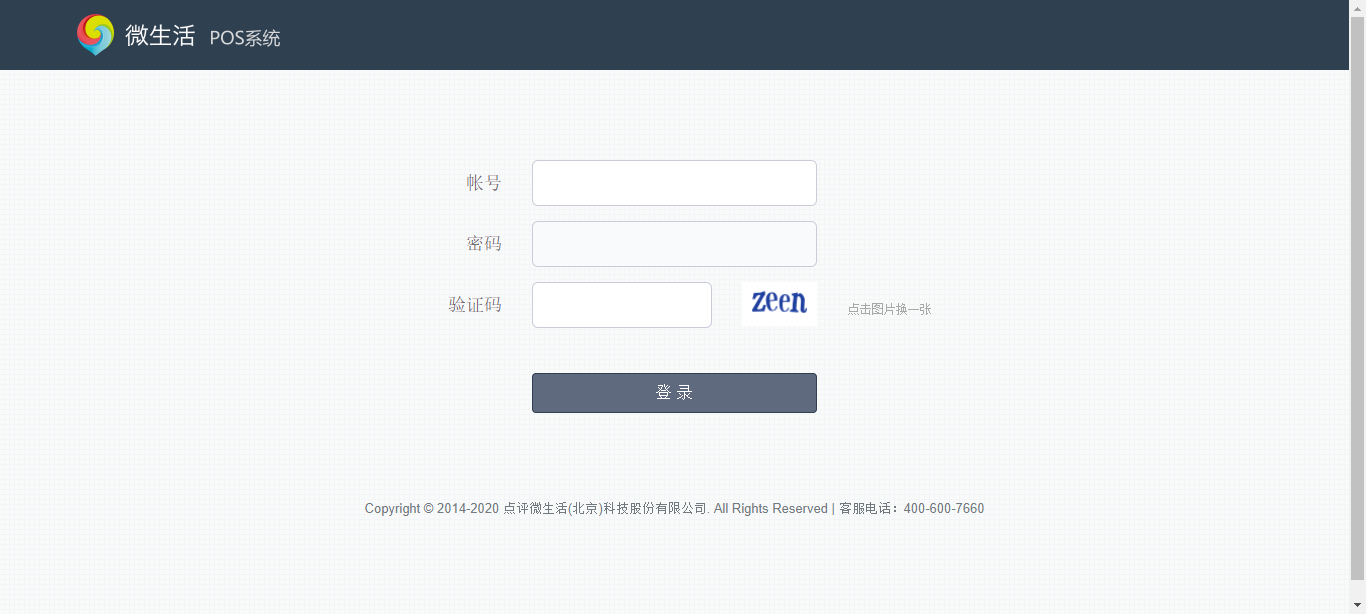 微生活 POS系统
帐号
密码
验证码 zeen 点击图片换一张
登 录
Copyright © 2014-2020 点评微生活(北京)科技股份有限公司. All Rights Reserved | 客服电话：400-600-7660